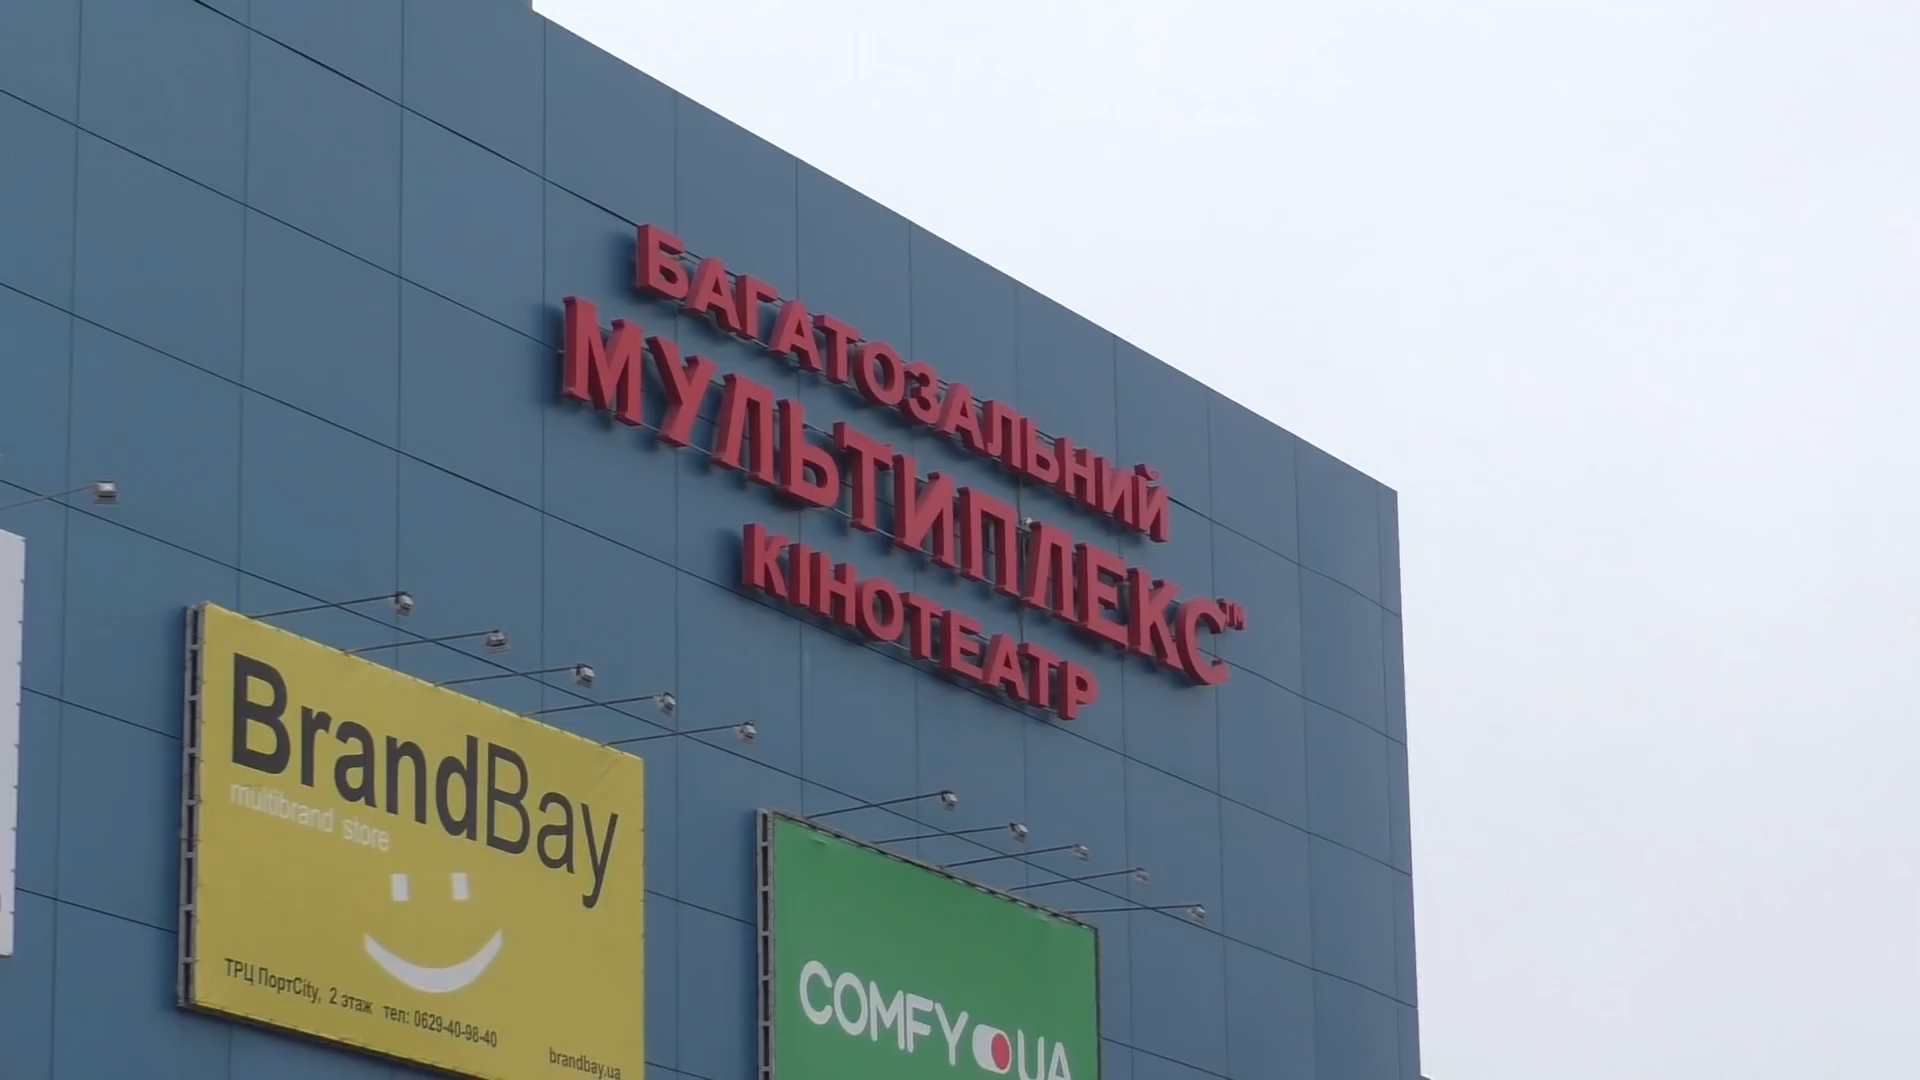 БАГАТОЗАЛЬНИЙ
МУЛЬТИПЛЕКС™
КІНОТЕАТР
BrandBay
multibrand store
ТРЦ ПортCity, 2 этаж тел: 0629-40-98-40
brandbay.ua
COMFY UA